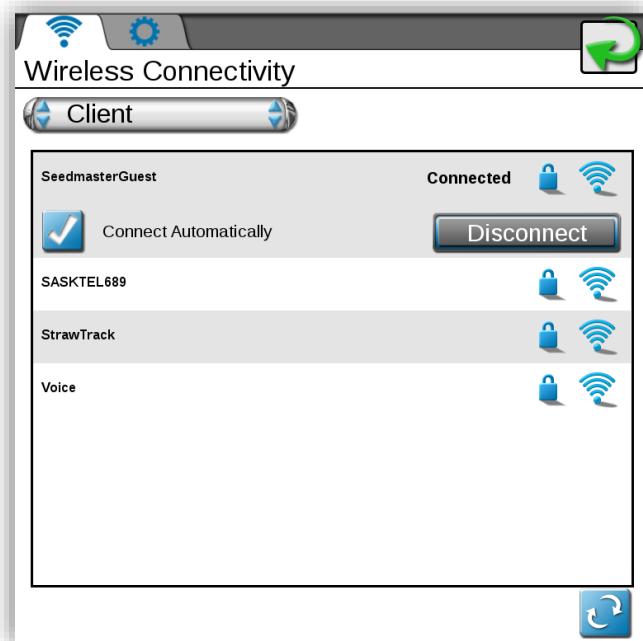 Wireless Connectivity
Client
SeedmasterGuest Connected
Connect Automatically Disconnect
SASKTEL689
StrawTrack
Voice